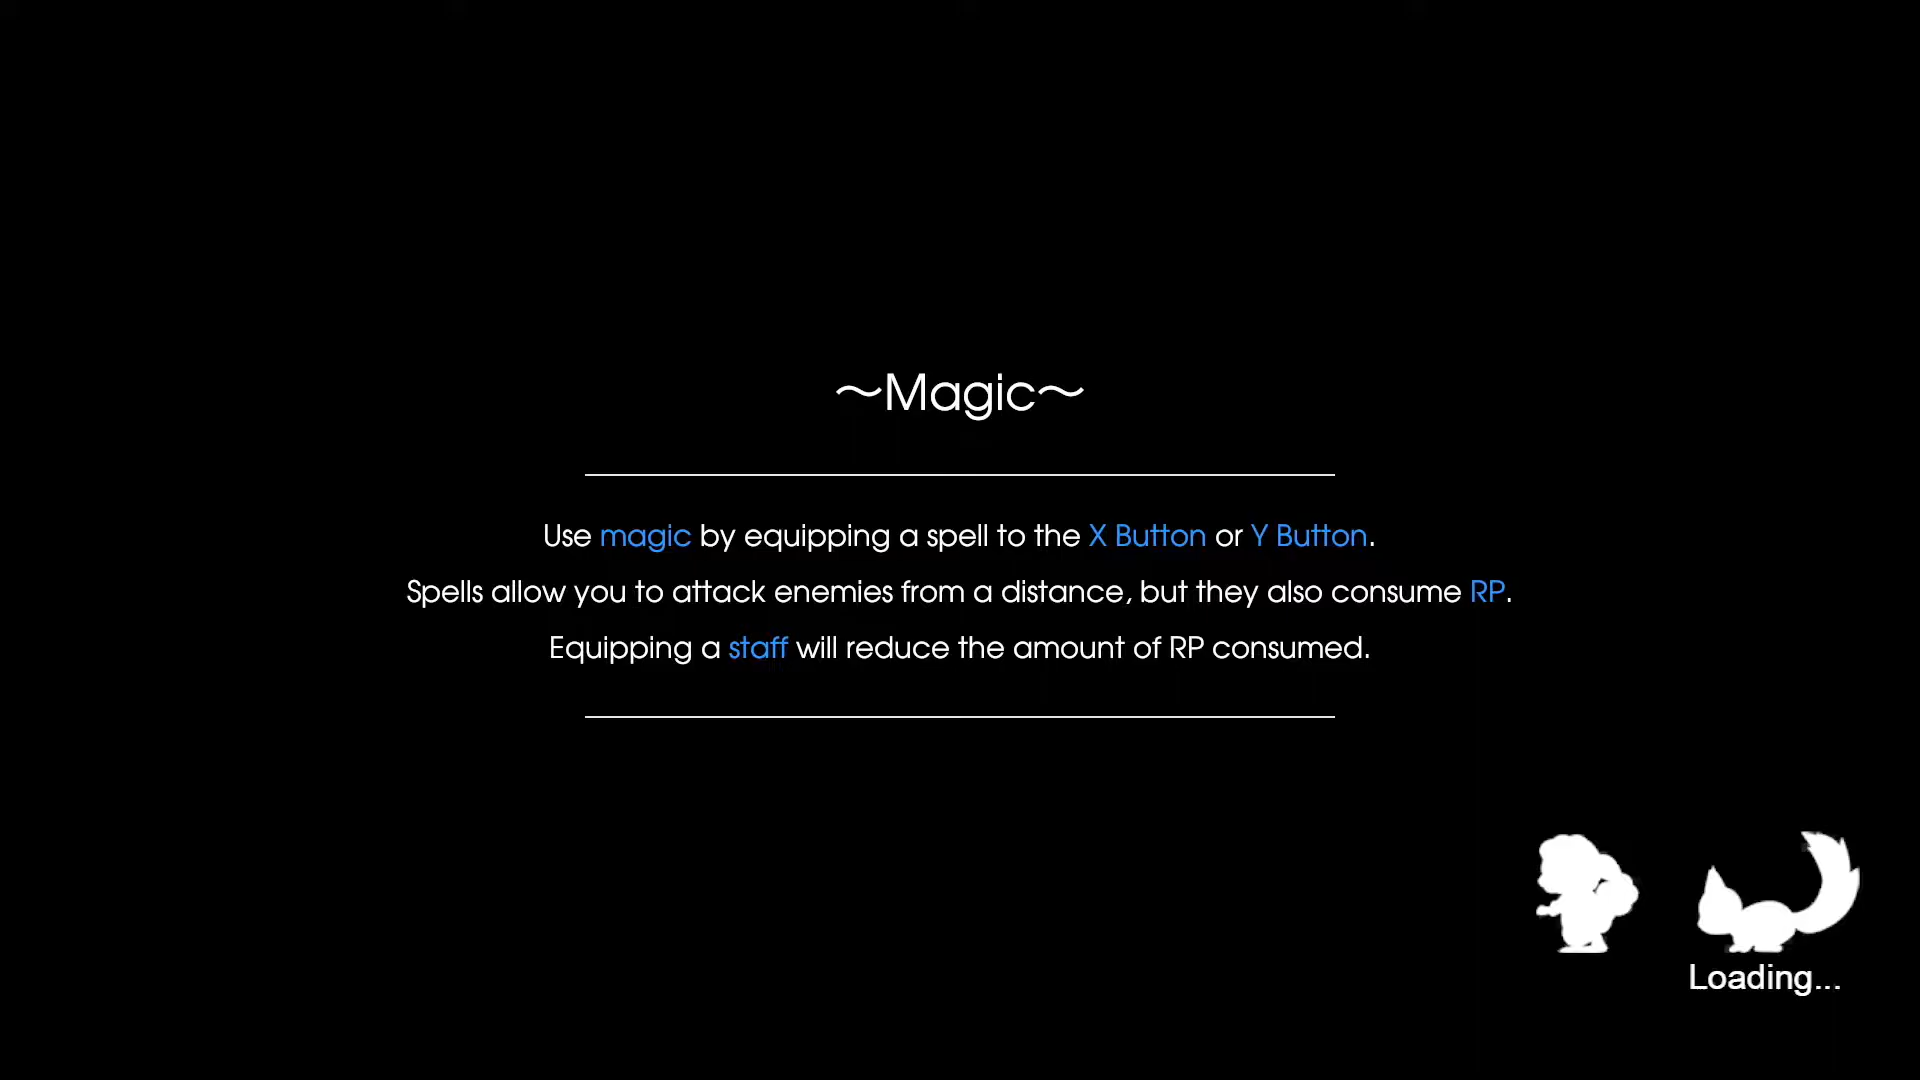 ～Magic～
Use magic by equipping a spell to the X Button or Y Button.
Spells allow you to attack enemies from a distance, but they also consume RP.
Equipping a staff will reduce the amount of RP consumed.
Loading...